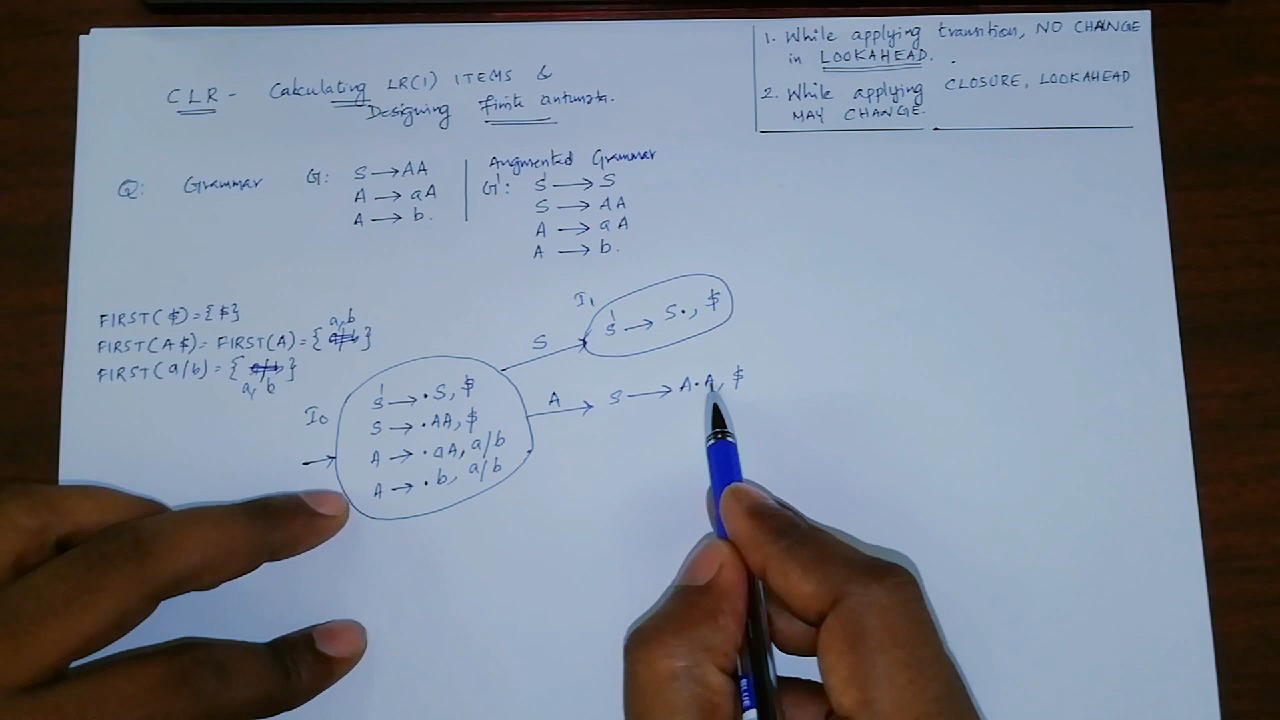 CLR - Calculating LR(1) ITEMS &
Designing finite automata.
1. While applying transition, NO CHANGE
in LOOKAHEAD.
2. While applying CLOSURE, LOOKAHEAD
MAY CHANGE.
Q: Grammar G: S → AA
A → aA
A → b.
Augmented Grammar
G': S' → S
S → AA
A → aA
A → b.
FIRST($) = {$}
a, b
FIRST(A$) = FIRST(A) = { a/b }
FIRST(a/b) = { a/b }
a, b
I0
S' → ·S, $
S → ·AA, $
A → ·aA, a/b
A → ·b, a/b
S
I1
S' → S·, $
A
S → A·A, $
BLUE